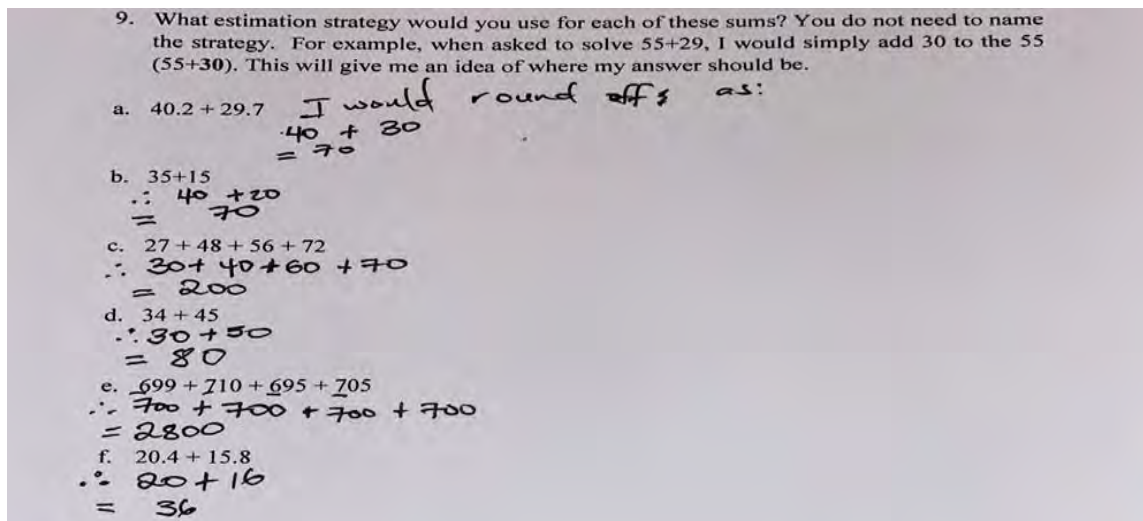 9. What estimation strategy would you use for each of these sums? You do not need to name
the strategy. For example, when asked to solve 55+29, I would simply add 30 to the 55
(55+30). This will give me an idea of where my answer should be.
a. 40.2 + 29.7 I would round off as:
40 + 30
= 70
b. 35+15
∴ 40 +20
= 70
c. 27 + 48 + 56 + 72
∴ 30+ 40+60 +70
= 200
d. 34 + 45
∴ 30 +50
= 80
e. 699 + 710 + 695 + 705
∴ 700 + 700 + 700 + 700
= 2800
f. 20.4 + 15.8
∴ 20+16
= 36